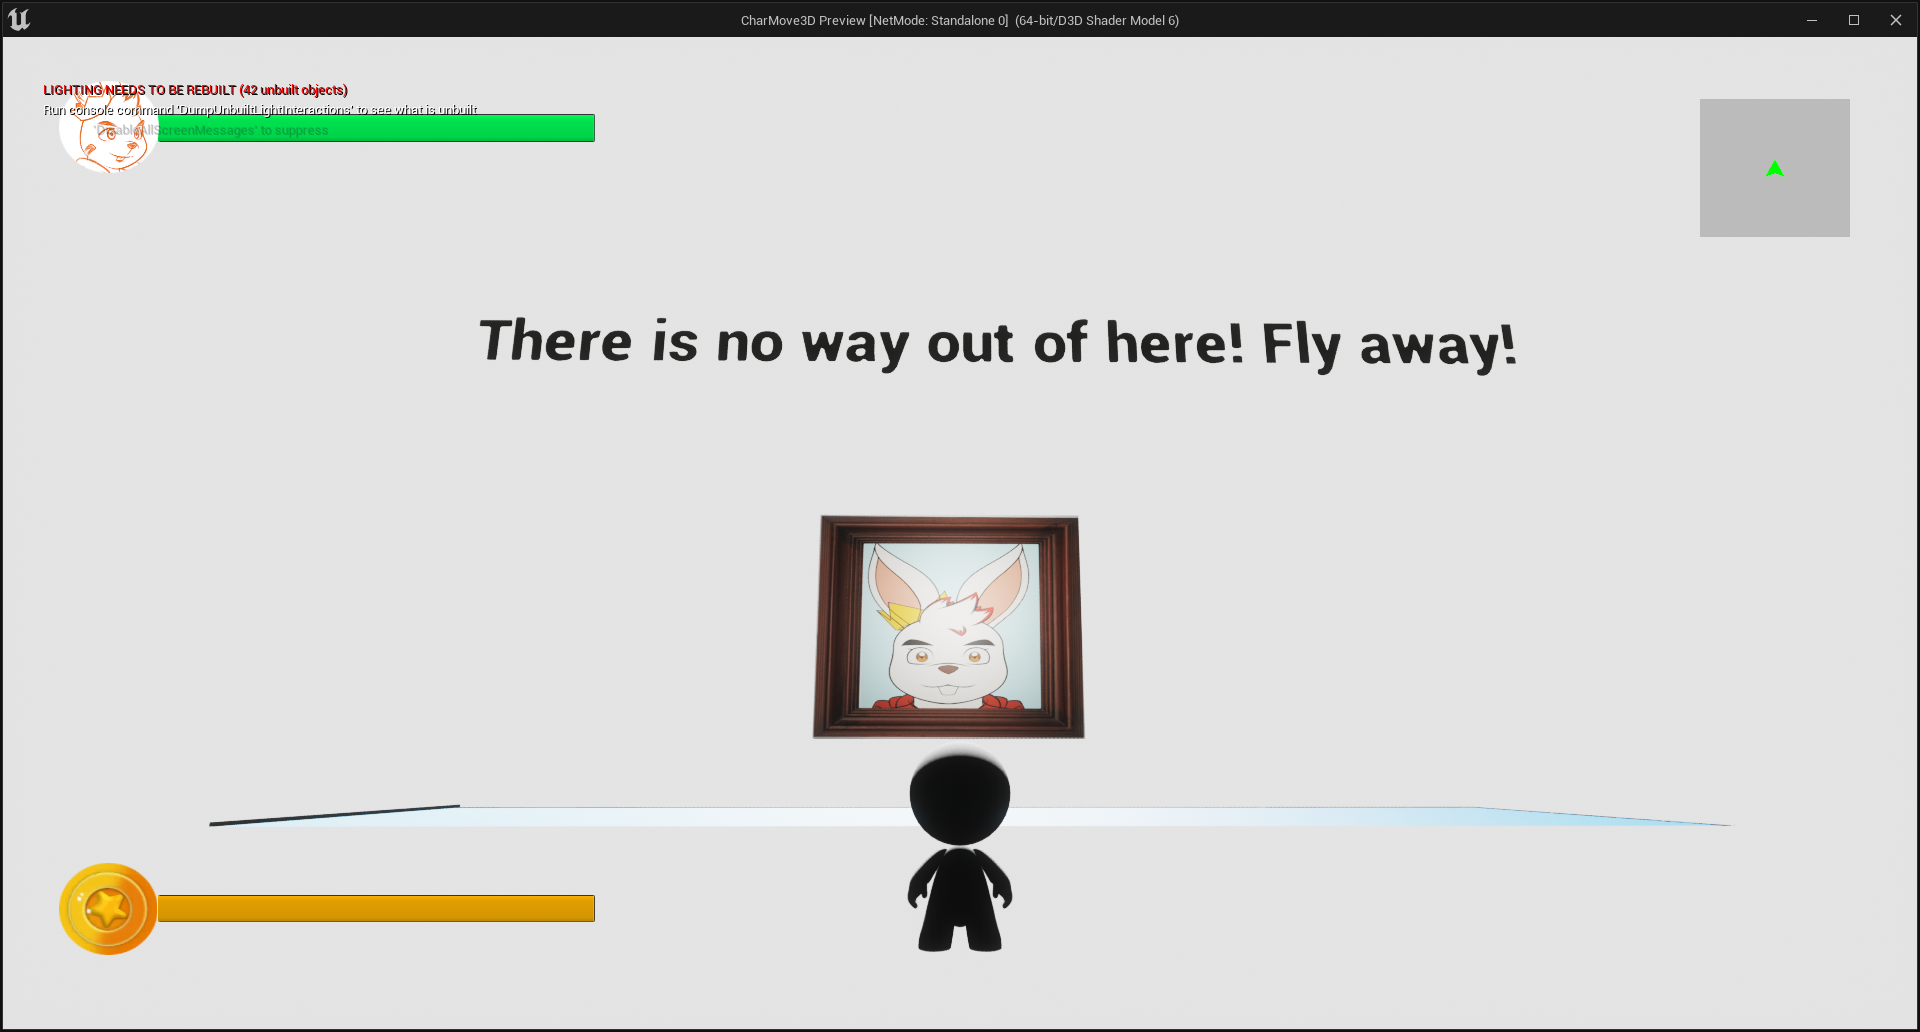 CharMove3D Preview [NetMode: Standalone 0] (64-bit/D3D Shader Model 6)
LIGHTING NEEDS TO BE REBUILT (42 unbuilt objects)
Run console command 'DumpUnbuiltLightInteractions' to see what is unbuilt
'DisableAllScreenMessages' to suppress
There is no way out of here! Fly away!